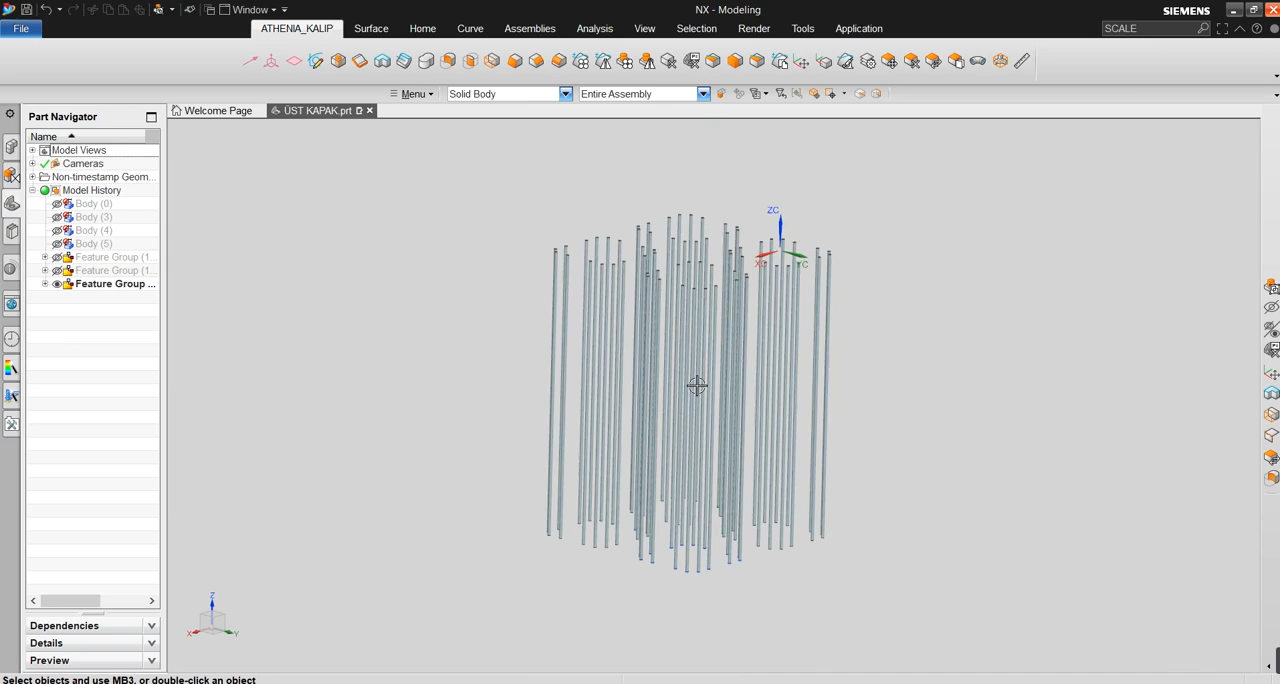 Window
NX - Modeling
SIEMENS
File
ATHENIA_KALIP
Surface
Home
Curve
Assemblies
Analysis
View
Selection
Render
Tools
Application
SCALE
Menu
Solid Body
Entire Assembly
Part Navigator
Welcome Page
ÜST KAPAK.prt
Name
Model Views
Cameras
Non-timestamp Geom...
Model History
Body (0)
Body (3)
Body (4)
Body (5)
Feature Group (1...
Feature Group (1...
Feature Group ...
ZC
YC
Z
X
Y
Dependencies
Details
Preview
Select objects and use MB3, or double-click an object